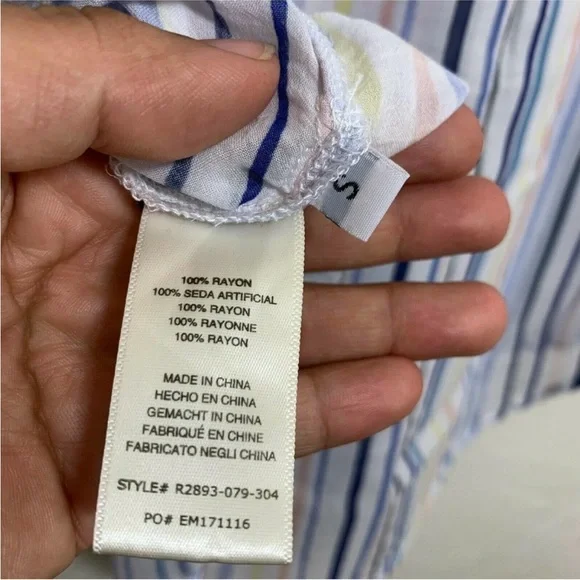 S
100% RAYON
100% SEDA ARTIFICIAL
100% RAYON
100% RAYONNE
100% RAYON
MADE IN CHINA
HECHO EN CHINA
GEMACHT IN CHINA
FABRIQUÉ EN CHINE
FABRICATO NEGLI CHINA
STYLE# R2893-079-304
PO# EM171116